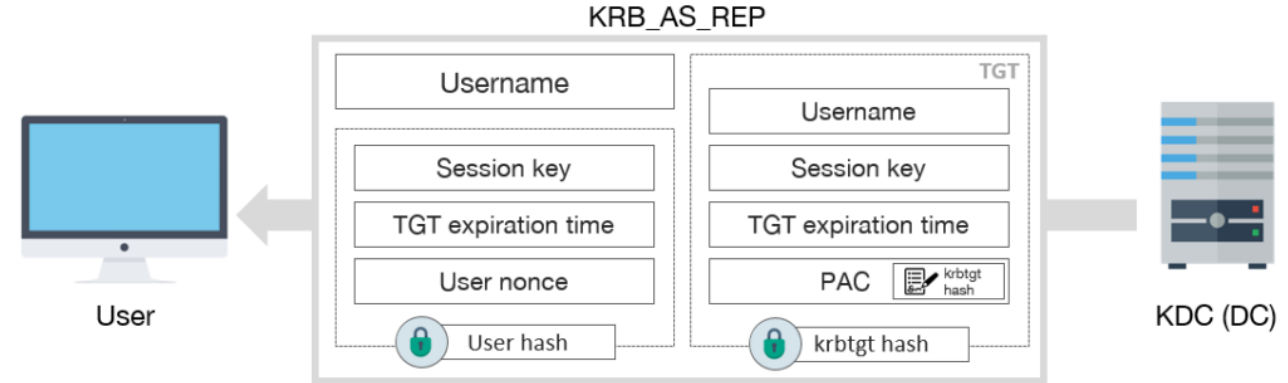 KRB_AS_REP
Username
Session key
TGT expiration time
User nonce
User hash
TGT
Username
Session key
TGT expiration time
PAC
krbtgt
hash
krbtgt hash
User
KDC (DC)